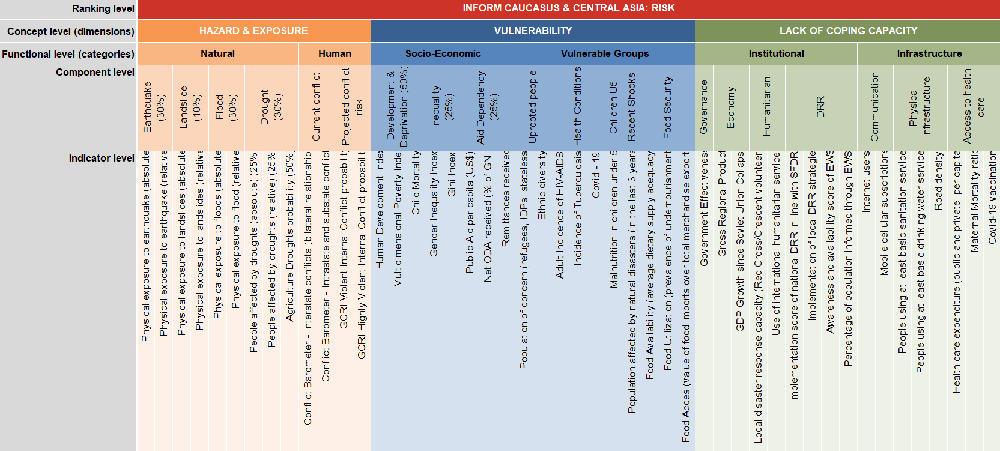 Ranking level
INFORM CAUCASUS & CENTRAL ASIA: RISK
Concept level (dimensions)
HAZARD & EXPOSURE
VULNERABILITY
LACK OF COPING CAPACITY
Functional level (categories)
Natural
Human
Socio-Economic
Vulnerable Groups
Institutional
Infrastructure
Component level
Earthquake
(30%)
Landslide
(10%)
Flood
(30%)
Drought
(30%)
Current conflict
Projected conflict
risk
Development &
Deprivation (50%)
Inequality
(25%)
Aid Dependency
(25%)
Uprooted people
Health Conditions
Children U5
Recent Shocks
Food Security
Governance
Economy
Humanitarian
DRR
Communication
Physical
infrastructure
Access to health
care
Indicator level
Physical exposure to earthquake (absolute
Physical exposure to earthquake (relative
Physical exposure to landslides (absolute
Physical exposure to landslides (relative
Physical exposure to floods (absolute
Physical exposure to flood (relative
People affected by droughts (absolute) (25%
People affected by droughts (relative) (25%
Agriculture Droughts probability (50%)
Conflict Barometer - Interstate conflicts (bilateral relationship
Conflict Barometer - Intrastate and substate conflict
GCRI Violent Internal Conflict probability
GCRI Highly Violent Internal Conflict probabilit
Human Development Index
Multidimensional Poverty Index
Child Mortality
Gender Inequality Index
Gini Index
Public Aid per capita (US$)
Net ODA received (% of GNI
Remittances received
Population of concern (refugees, IDPs, stateless
Ethnic diversity
Adult Incidence of HIV-AIDS
Incidence of Tuberculosis
Covid - 19
Malnutrition in children under 5
Population affected by natural disasters (in the last 3 years
Food Availability (average dietary supply adequacy
Food Utilization (prevalence of undernourishment
Food Acces (value of food imports over total merchandise export
Government Effectiveness
Gross Regional Product
GDP Growth since Soviet Union Collaps
Local disaster response capacity (Red Cross/Crescent volunteer
Use of international humanitarian service
Implementation score of national DRR in line with SFDR
Implementation of local DRR strategie
Awareness and availability score of EWS
Percentage of population informed through EWS
Internet users
Mobile cellular subscriptions
People using at least basic sanitation service
People using at least basic drinking water service
Road density
Health care expenditure (public and private, per capita
Maternal Mortality ratio
Covid-19 vaccination